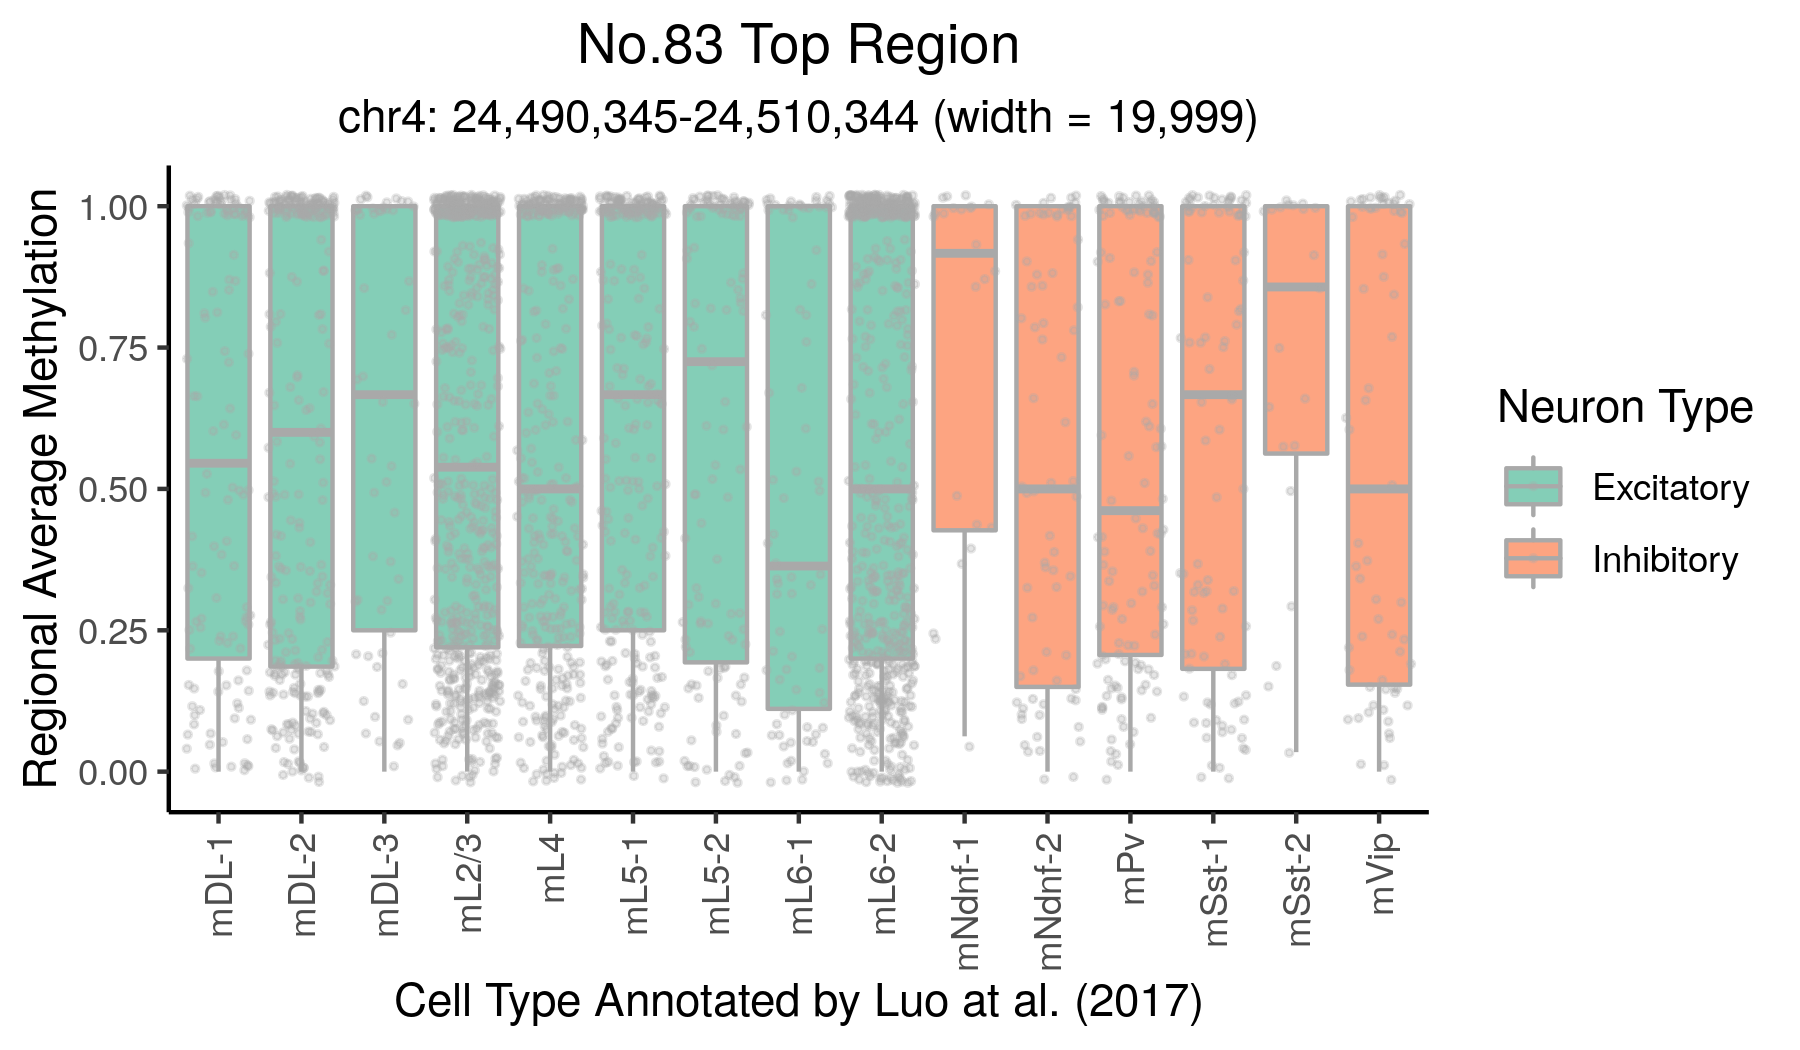 No.83 Top Region
chr4: 24,490,345-24,510,344 (width = 19,999)
Regional Average Methylation
1.00
0.75
0.50
0.25
0.00
mDL-1
mDL-2
mDL-3
mL2/3
mL4
mL5-1
mL5-2
mL6-1
mL6-2
mNdnf-1
mNdnf-2
mPv
mSst-1
mSst-2
mVip
Cell Type Annotated by Luo at al. (2017)
Neuron Type
Excitatory
Inhibitory